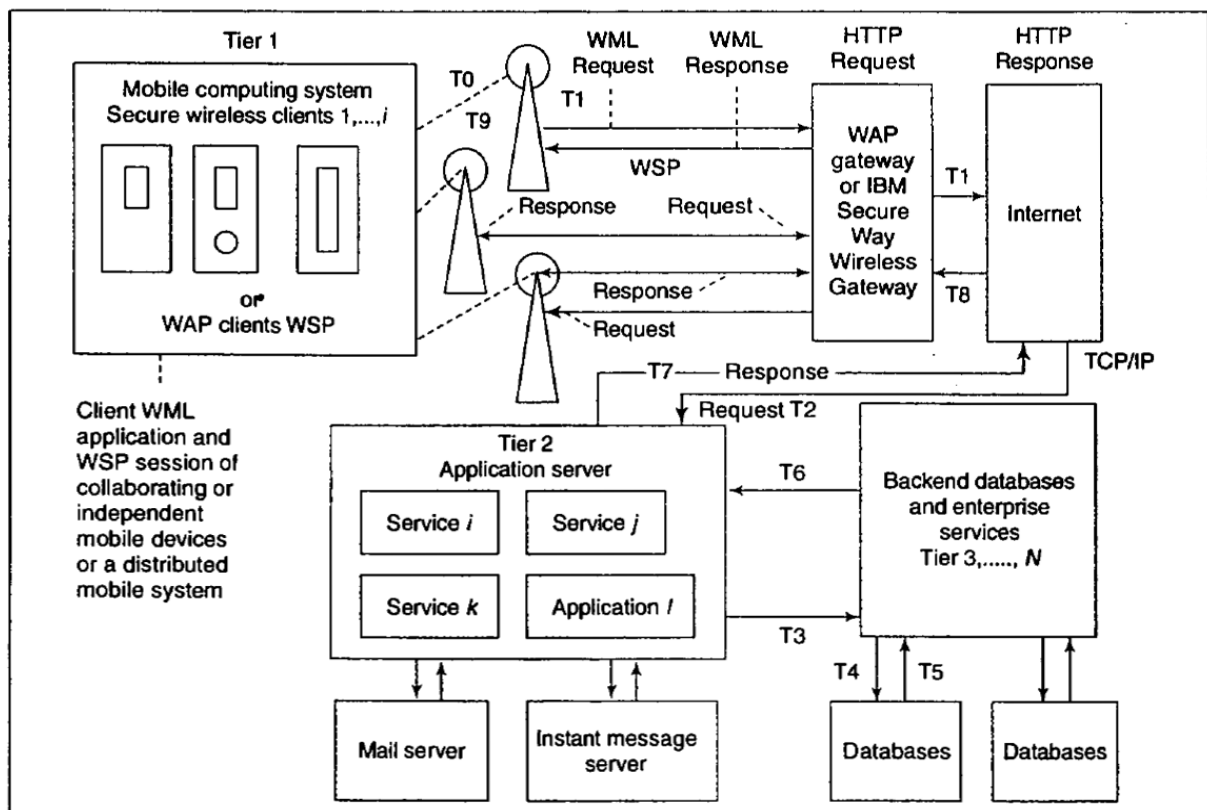 Tier 1
Mobile computing system
Secure wireless clients 1,...,i
or
WAP clients WSP
T0
T9
WML
Request
T1
WML
Response
WSP
HTTP
Request
HTTP
Response
Response
Request
Response
Request
WAP
gateway
or IBM
Secure
Way
Wireless
Gateway
T1
T8
Internet
TCP/IP
T7
Response
Request T2
Client WML
application and
WSP session of
collaborating or
independent
mobile devices
or a distributed
mobile system
Tier 2
Application server
Service i
Service j
Service k
Application l
T6
T3
Backend databases
and enterprise
services
Tier 3,....., N
T4
T5
Mail server
Instant message
server
Databases
Databases